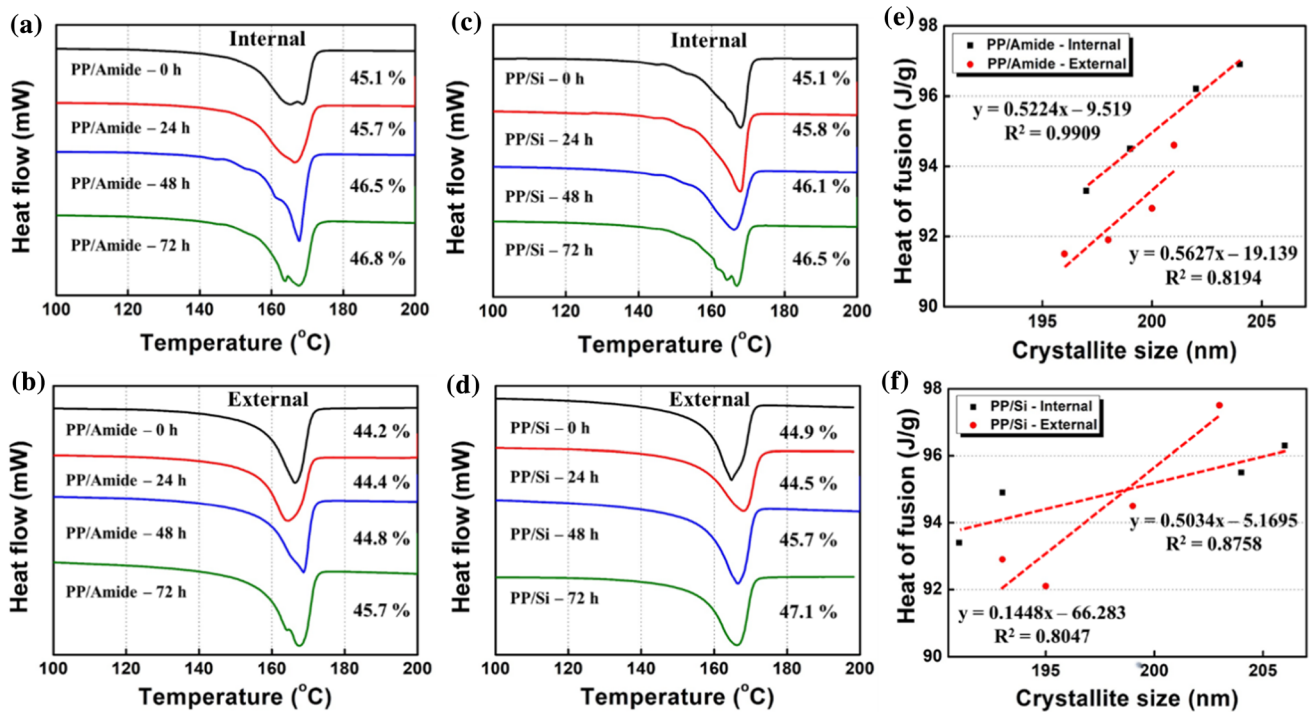 (a)
Internal
PP/Amide – 0 h
45.1 %
PP/Amide – 24 h
45.7 %
PP/Amide – 48 h
46.5 %
PP/Amide – 72 h
46.8 %
Heat flow (mW)
100 120 140 160 180 200
Temperature (°C)
(b)
External
PP/Amide – 0 h
44.2 %
PP/Amide – 24 h
44.4 %
PP/Amide – 48 h
44.8 %
PP/Amide – 72 h
45.7 %
Heat flow (mW)
100 120 140 160 180 200
Temperature (°C)
(c)
Internal
PP/Si – 0 h
45.1 %
PP/Si – 24 h
45.8 %
PP/Si – 48 h
46.1 %
PP/Si – 72 h
46.5 %
Heat flow (mW)
100 120 140 160 180 200
Temperature (°C)
(d)
External
PP/Si – 0 h
44.9 %
PP/Si – 24 h
44.5 %
PP/Si – 48 h
45.7 %
PP/Si – 72 h
47.1 %
Heat flow (mW)
100 120 140 160 180 200
Temperature (°C)
(e)
PP/Amide - Internal
PP/Amide - External
y = 0.5224x – 9.519
R² = 0.9909
y = 0.5627x – 19.139
R² = 0.8194
98
96
94
92
90
Heat of fusion (J/g)
195 200 205
Crystallite size (nm)
(f)
PP/Si - Internal
PP/Si - External
y = 0.5034x – 5.1695
R² = 0.8758
y = 0.1448x – 66.283
R² = 0.8047
98
96
94
92
90
Heat of fusion (J/g)
195 200 205
Crystallite size (nm)